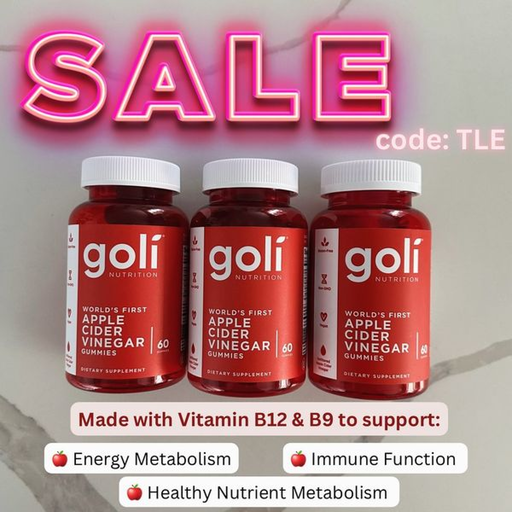 SALE
code: TLE
goli
NUTRITION
WORLD'S FIRST
APPLE
CIDER
VINEGAR
GUMMIES
60
DIETARY SUPPLEMENT
goli
NUTRITION
WORLD'S FIRST
APPLE
CIDER
VINEGAR
GUMMIES
60
DIETARY SUPPLEMENT
goli
NUTRITION
WORLD'S FIRST
APPLE
CIDER
VINEGAR
GUMMIES
60
DIETARY SUPPLEMENT
Made with Vitamin B12 & B9 to support:
Energy Metabolism
Immune Function
Healthy Nutrient Metabolism